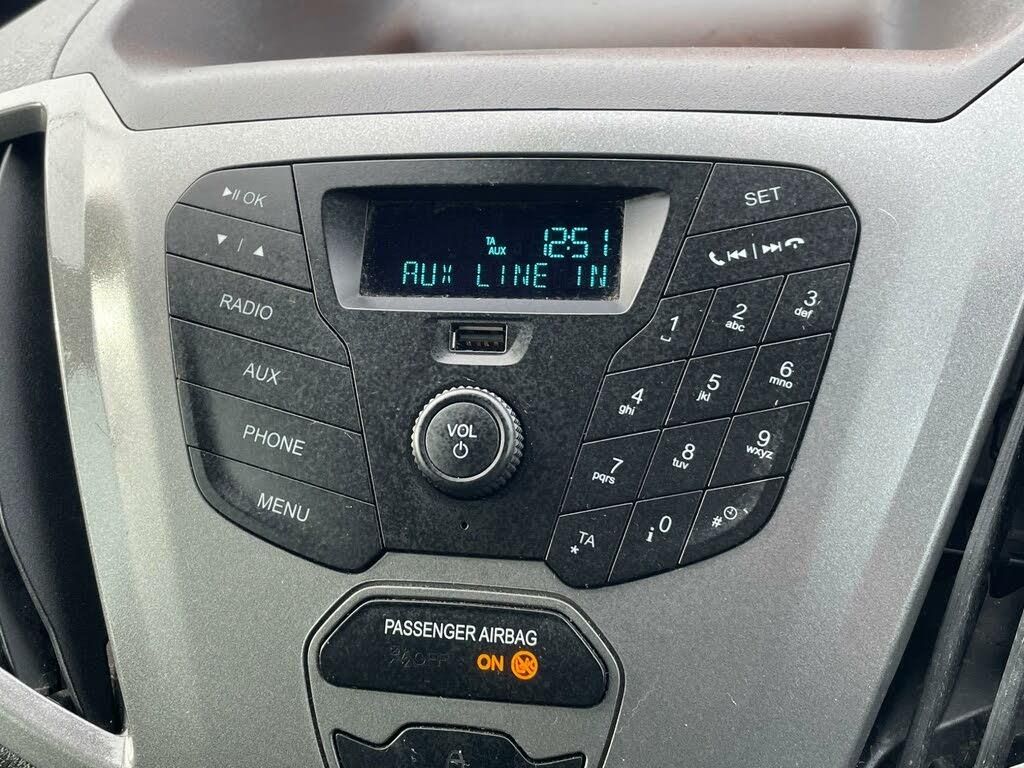 ▶II OK
▼ | ▲
RADIO
AUX
PHONE
MENU
TA
AUX
12:51
AUX LINE IN
VOL
SET
1
2
abc
3
def
4
ghi
5
jkl
6
mno
7
pqrs
8
tuv
9
wxyz
TA
*
i 0
#
PASSENGER AIRBAG
OFF
ON